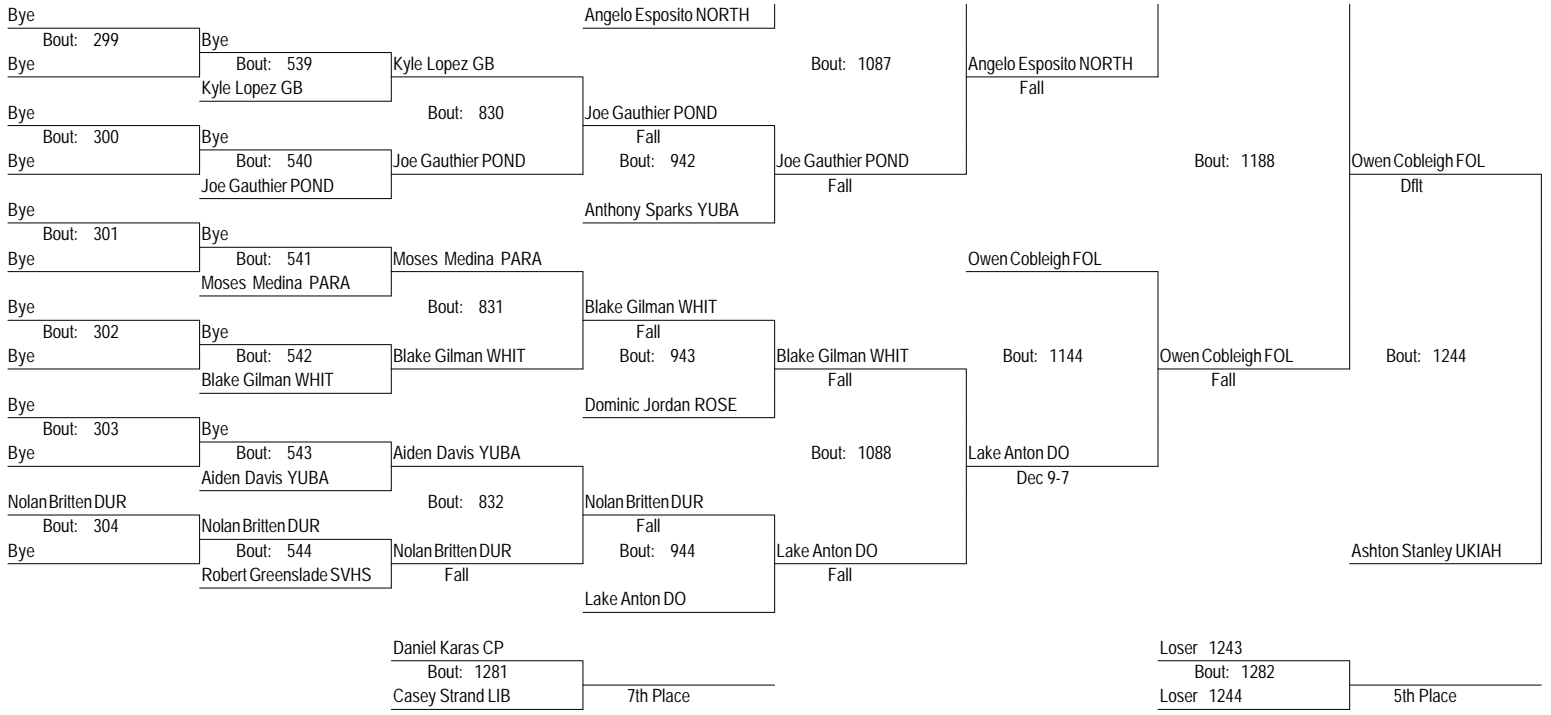 Bye Angelo Esposito NORTH
Bout: 299 Bye
Bye Bout: 539 Kyle Lopez GB Bout: 1087 Angelo Esposito NORTH
Kyle Lopez GB Fall
Bye Bout: 830 Joe Gauthier POND
Bout: 300 Bye Fall
Bye Bout: 540 Joe Gauthier POND Bout: 942 Joe Gauthier POND Bout: 1188 Owen Cobleigh FOL
Joe Gauthier POND Fall Dflt
Bye Anthony Sparks YUBA
Bout: 301 Bye
Bye Bout: 541 Moses Medina PARA Owen Cobleigh FOL
Moses Medina PARA
Bye Bout: 831 Blake Gilman WHIT
Bout: 302 Bye Fall
Bye Bout: 542 Blake Gilman WHIT Bout: 943 Blake Gilman WHIT Bout: 1144 Owen Cobleigh FOL Bout: 1244
Blake Gilman WHIT Fall Fall
Bye Dominic Jordan ROSE
Bout: 303 Bye
Bye Bout: 543 Aiden Davis YUBA Bout: 1088 Lake Anton DO
Aiden Davis YUBA Dec 9-7
Nolan Britten DUR Bout: 832 Nolan Britten DUR
Bout: 304 Nolan Britten DUR Fall
Bye Bout: 544 Nolan Britten DUR Bout: 944 Lake Anton DO Ashton Stanley UKIAH
Robert Greenslade SVHS Fall Fall
Lake Anton DO
Daniel Karas CP Loser 1243
Bout: 1281 Bout: 1282
Casey Strand LIB 7th Place Loser 1244 5th Place